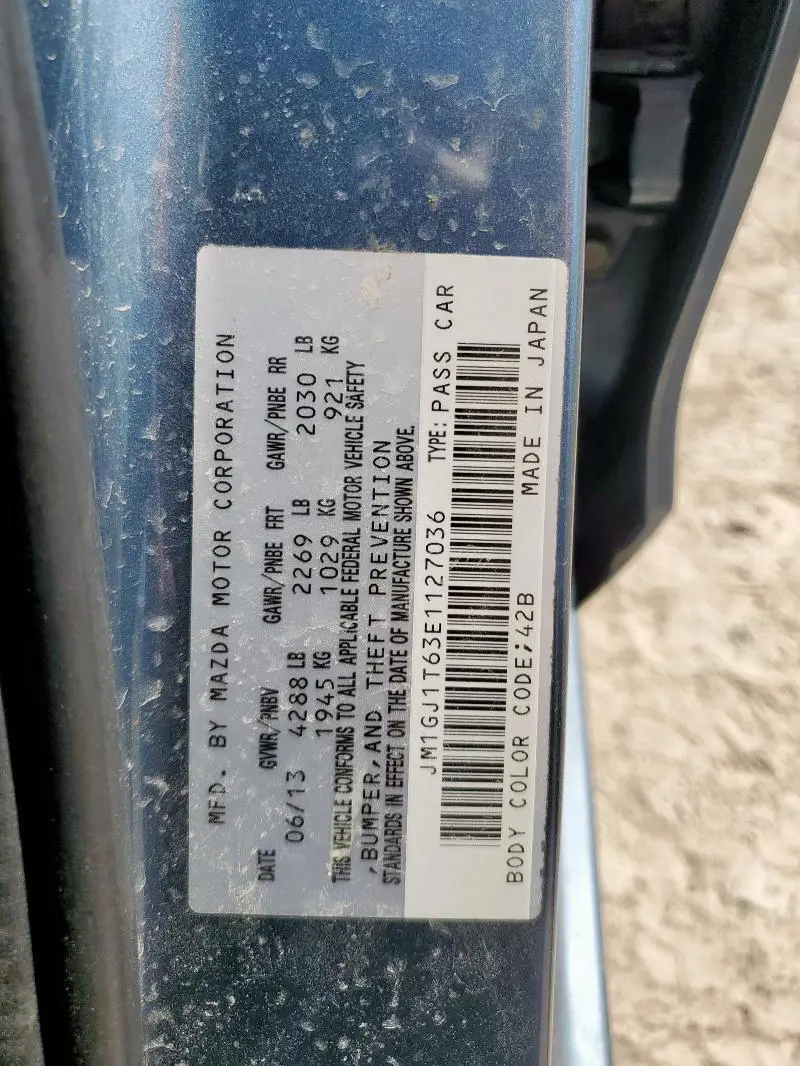 MFD. BY MAZDA MOTOR CORPORATION
DATE GVWR/PNBV GAWR/PNBE FRT GAWR/PNBE RR
06/13 4288 LB 2269 LB 2030 LB
1945 KG 1029 KG 921 KG
THIS VEHICLE CONFORMS TO ALL APPLICABLE FEDERAL MOTOR VEHICLE SAFETY
,BUMPER,AND THEFT PREVENTION
STANDARDS IN EFFECT ON THE DATE OF MANUFACTURE SHOWN ABOVE.
JM1GJ1T63E1127036 TYPE: PASS CAR
BODY COLOR CODE;42B MADE IN JAPAN